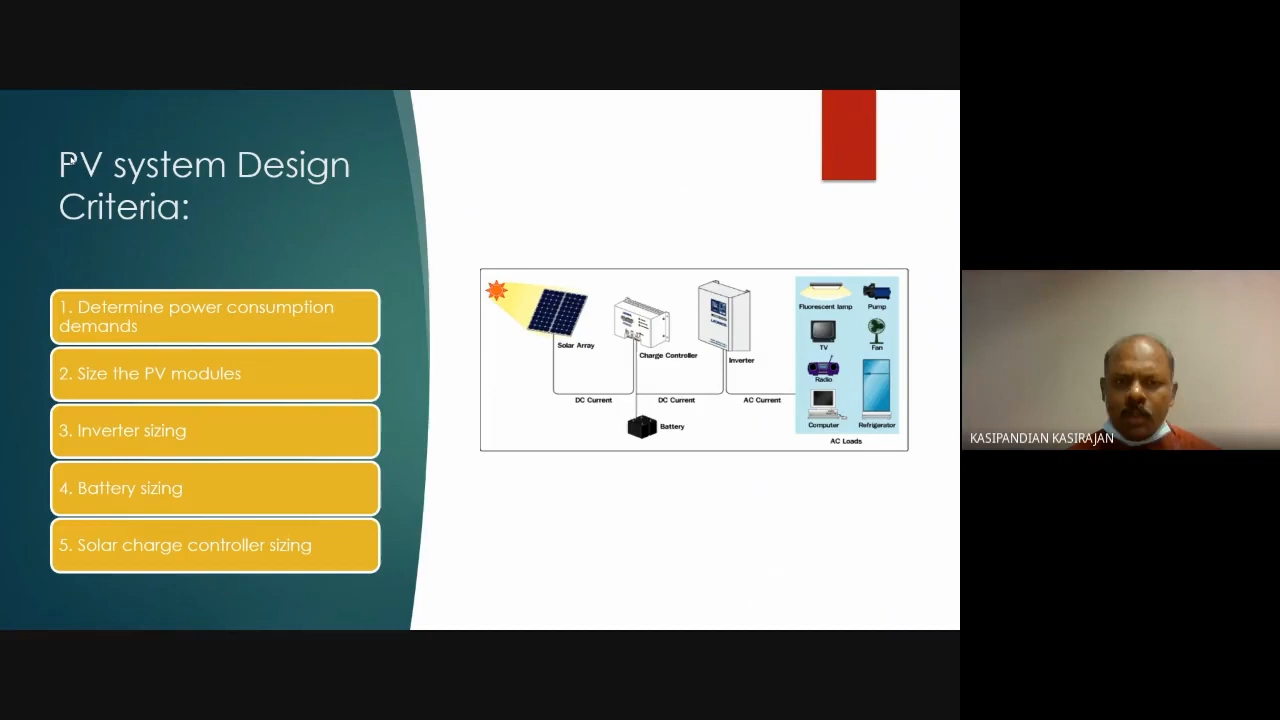 PV system Design
Criteria:
1. Determine power consumption
demands
2. Size the PV modules
3. Inverter sizing
4. Battery sizing
5. Solar charge controller sizing
Solar Array
Charge Controller
Inverter
DC Current
DC Current
AC Current
Battery
Fluorescent lamp
Pump
TV
Fan
Radio
Computer
Refrigerator
AC Loads
KASIPANDIAN KASIRAJAN